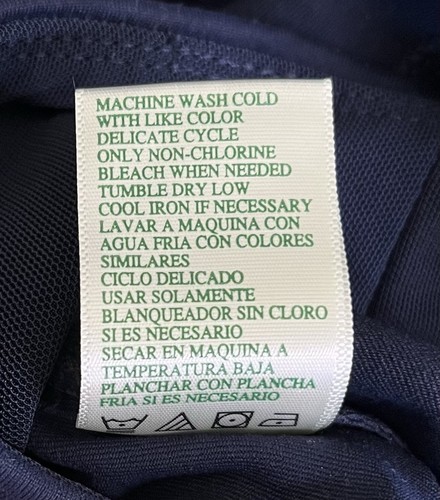 MACHINE WASH COLD
WITH LIKE COLOR
DELICATE CYCLE
ONLY NON-CHLORINE
BLEACH WHEN NEEDED
TUMBLE DRY LOW
COOL IRON IF NECESSARY
LAVAR A MAQUINA CON
AGUA FRIA CON COLORES
SIMILARES
CICLO DELICADO
USAR SOLAMENTE
BLANQUEADOR SIN CLORO
SI ES NECESARIO
SECAR EN MAQUINA A
TEMPERATURA BAJA
PLANCHAR CON PLANCHA
FRIA SI ES NECESARIO